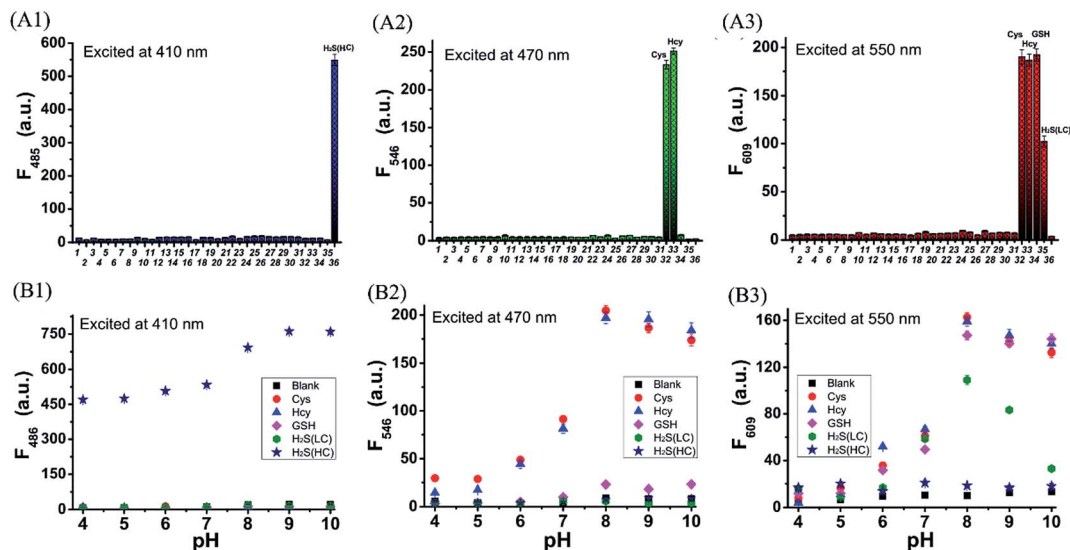 (A1)
600
500
400
300
200
100
0
F485 (a.u.)
Excited at 410 nm
H₂S(HC)
1 3 5 7 9 11 13 15 17 19 21 23 25 27 29 31 33 35
2 4 6 8 10 12 14 16 18 20 22 24 26 28 30 32 34 36
(A2)
250
200
150
100
50
0
F546 (a.u.)
Excited at 470 nm
Hcy
Cys
1 3 5 7 9 11 13 15 17 19 21 23 25 27 29 31 33 35
2 4 6 8 10 12 14 16 18 20 22 24 26 28 30 32 34 36
(A3)
200
150
100
50
0
F609 (a.u.)
Excited at 550 nm
Cys GSH
Hcy
H₂S(LC)
1 3 5 7 9 11 13 15 17 19 21 23 25 27 29 31 33 35
2 4 6 8 10 12 14 16 18 20 22 24 26 28 30 32 34 36
(B1)
750
600
450
300
150
0
F486 (a.u.)
Excited at 410 nm
Blank
Cys
Hcy
GSH
H₂S(LC)
H₂S(HC)
4 5 6 7 8 9 10
pH
(B2)
200
150
100
50
0
F546 (a.u.)
Excited at 470 nm
Blank
Cys
Hcy
GSH
H₂S(LC)
H₂S(HC)
4 5 6 7 8 9 10
pH
(B3)
160
120
80
40
0
F609 (a.u.)
Excited at 550 nm
Blank
Cys
Hcy
GSH
H₂S(LC)
H₂S(HC)
4 5 6 7 8 9 10
pH